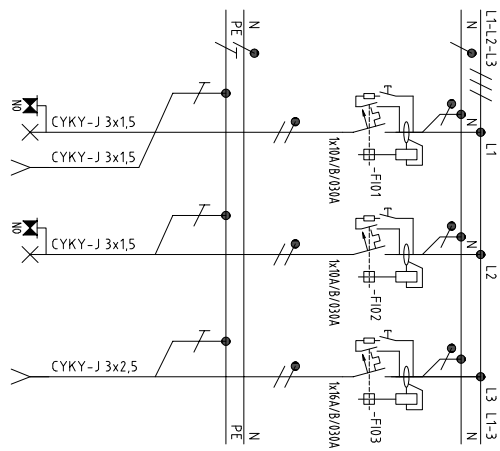 L1-L2-L3
N
PE
N
CYKY-J 3x1,5
NO
CYKY-J 3x1,5
1x10A/B/030A
-FI01
N
L1
CYKY-J 3x1,5
NO
1x10A/B/030A
-FI02
N
L2
CYKY-J 3x2,5
1x16A/B/030A
-FI03
N
L3
L1-3
PE
N
N